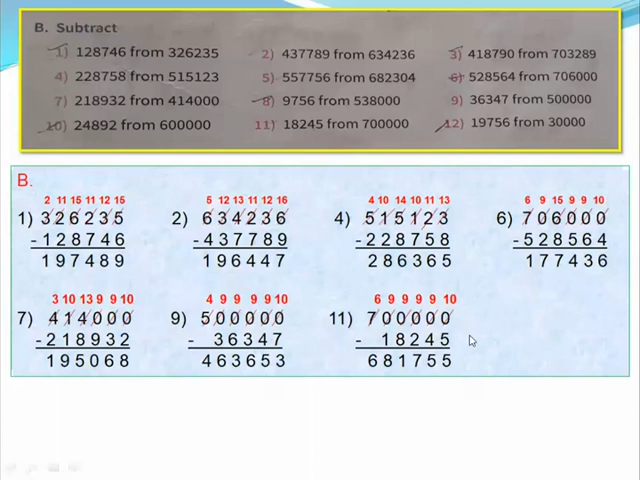 B. Subtract
1) 128746 from 326235 2) 437789 from 634236 3) 418790 from 703289
4) 228758 from 515123 5) 557756 from 682304 6) 528564 from 706000
7) 218932 from 414000 8) 9756 from 538000 9) 36347 from 500000
10) 24892 from 600000 11) 18245 from 700000 12) 19756 from 30000
B.
2 11 15 11 12 15 5 12 13 11 12 16 4 10 14 10 11 13 6 9 15 9 9 10
1) 326235 2) 634236 4) 515123 6) 706000
-128746 -437789 -228758 -528564
197489 196447 286365 177436
3 10 13 9 9 10 4 9 9 9 9 10 6 9 9 9 9 10
7) 414000 9) 500000 11) 700000
-218932 - 36347 - 18245
195068 463653 681755